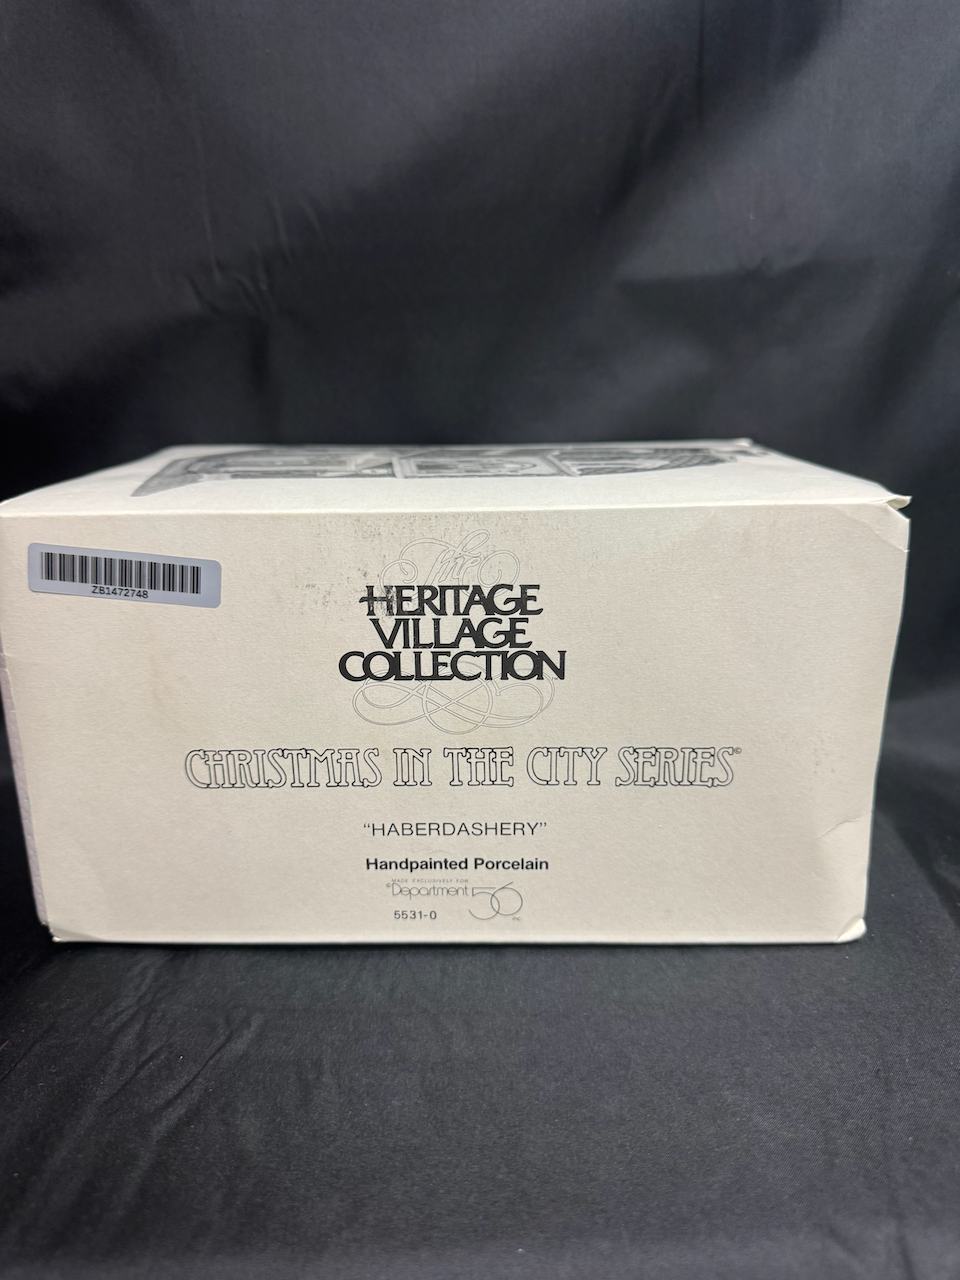 ZB1472748
The
HERITAGE
VILLAGE
COLLECTION
CHRISTMAS IN THE CITY SERIES©
"HABERDASHERY"
Handpainted Porcelain
MADE EXCLUSIVELY FOR
©Department 56 INC.
5531-0